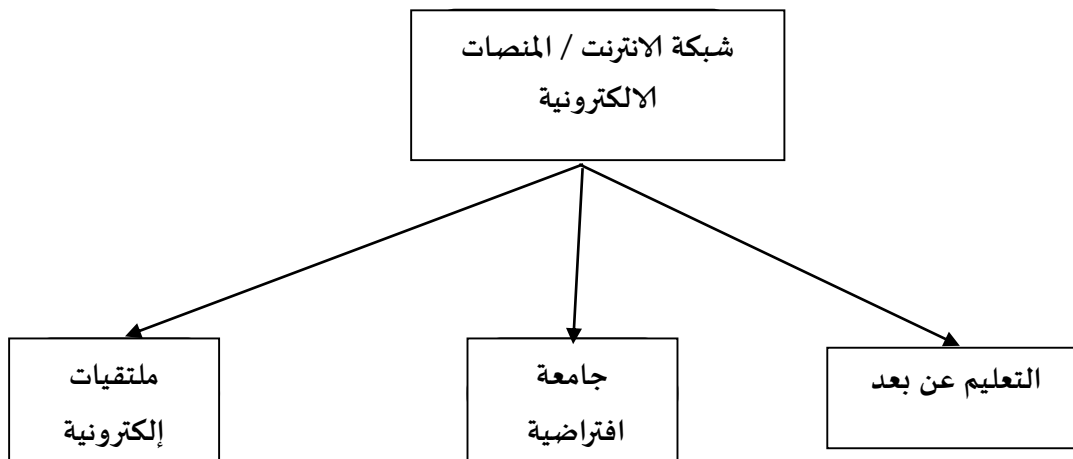 شبكة الانترنت / المنصات
الالكترونية
التعليم عن بعد
جامعة
افتراضية
ملتقيات
إلكترونية